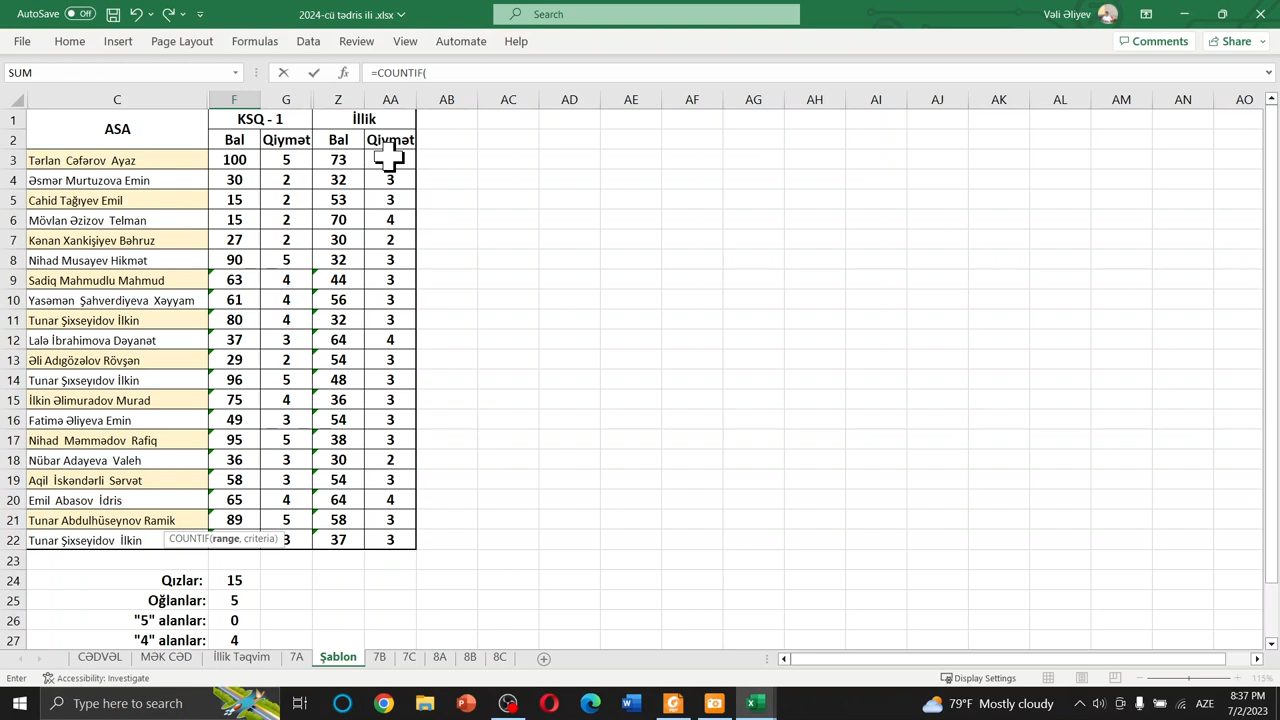 AutoSave Off 2024-cü tədris ili .xlsx Search Vəli Əliyev
File Home Insert Page Layout Formulas Data Review View Automate Help Comments Share
SUM =COUNTIF(
C F G Z AA AB AC AD AE AF AG AH AI AJ AK AL AM AN AO
1 ASA KSQ - 1 İllik
2 Bal Qiymət Bal Qiymət
3 Tərlan Cəfərov Ayaz 100 5 73
4 Əsmər Murtuzova Emin 30 2 32 3
5 Cahid Tağıyev Emil 15 2 53 3
6 Mövlan Əzizov Telman 15 2 70 4
7 Kənan Xankişiyev Bəhruz 27 2 30 2
8 Nihad Musayev Hikmət 90 5 32 3
9 Sadiq Mahmudlu Mahmud 63 4 44 3
10 Yasəmən Şahverdiyeva Xəyyam 61 4 56 3
11 Tunar Şixseyidov İlkin 80 4 32 3
12 Lalə İbrahimova Dəyanət 37 3 64 4
13 Əli Adıgözəlov Rövşən 29 2 54 3
14 Tunar Şıxseyıdov İlkin 96 5 48 3
15 İlkin Əlimuradov Murad 75 4 36 3
16 Fatimə Əliyeva Emin 49 3 54 3
17 Nihad Məmmədov Rafiq 95 5 38 3
18 Nübar Adayeva Valeh 36 3 30 2
19 Aqil İskəndərli Sərvət 58 3 54 3
20 Emil Abasov İdris 65 4 64 4
21 Tunar Abdulhüseynov Ramik 89 5 58 3
22 Tunar Şixseyidov İlkin COUNTIF(range, criteria) 3 37 3
23
24 Qızlar: 15
25 Oğlanlar: 5
26 "5" alanlar: 0
27 "4" alanlar: 4
CƏDVƏL MƏK CƏD İllik Təqvim 7A Şablon 7B 7C 8A 8B 8C
Enter Accessibility: Investigate Display Settings 115%
Type here to search 79°F Mostly cloudy AZE 8:37 PM
7/2/2023